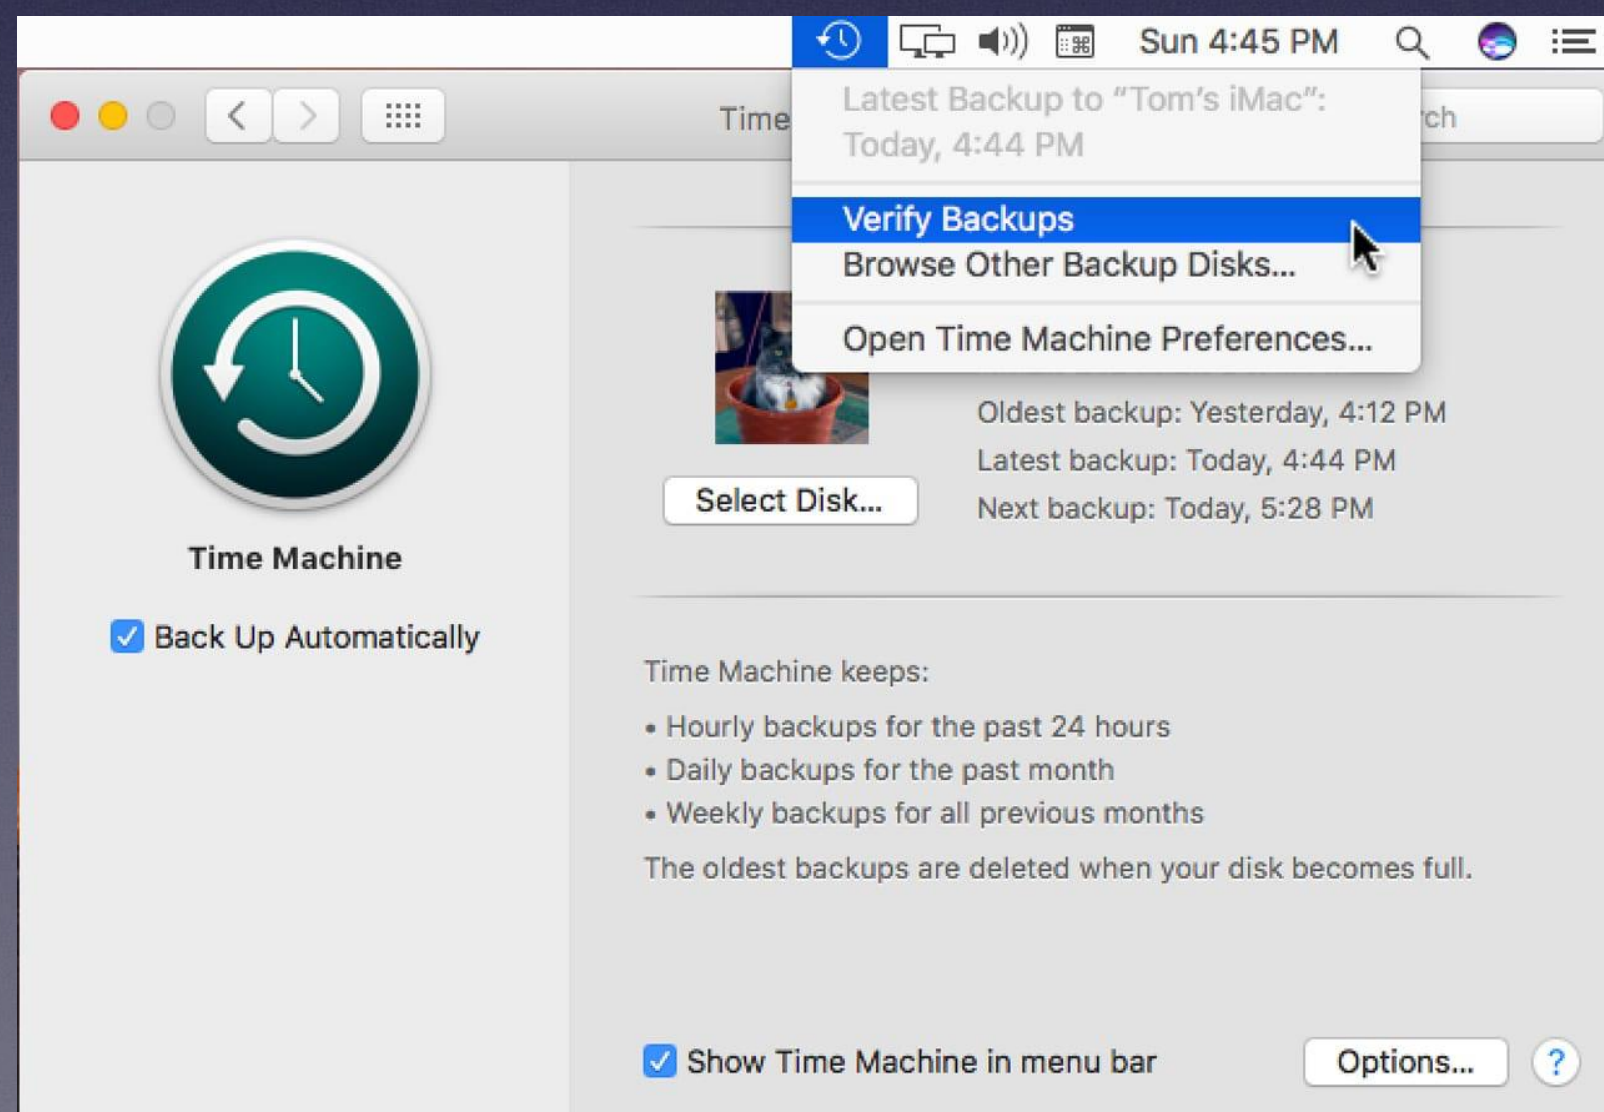 Sun 4:45 PM
Time
Latest Backup to “Tom’s iMac”:
Today, 4:44 PM
Verify Backups
Browse Other Backup Disks...
Open Time Machine Preferences...
Time Machine
Back Up Automatically
Oldest backup: Yesterday, 4:12 PM
Latest backup: Today, 4:44 PM
Next backup: Today, 5:28 PM
Select Disk...
Time Machine keeps:
• Hourly backups for the past 24 hours
• Daily backups for the past month
• Weekly backups for all previous months
The oldest backups are deleted when your disk becomes full.
Show Time Machine in menu bar
Options...
?